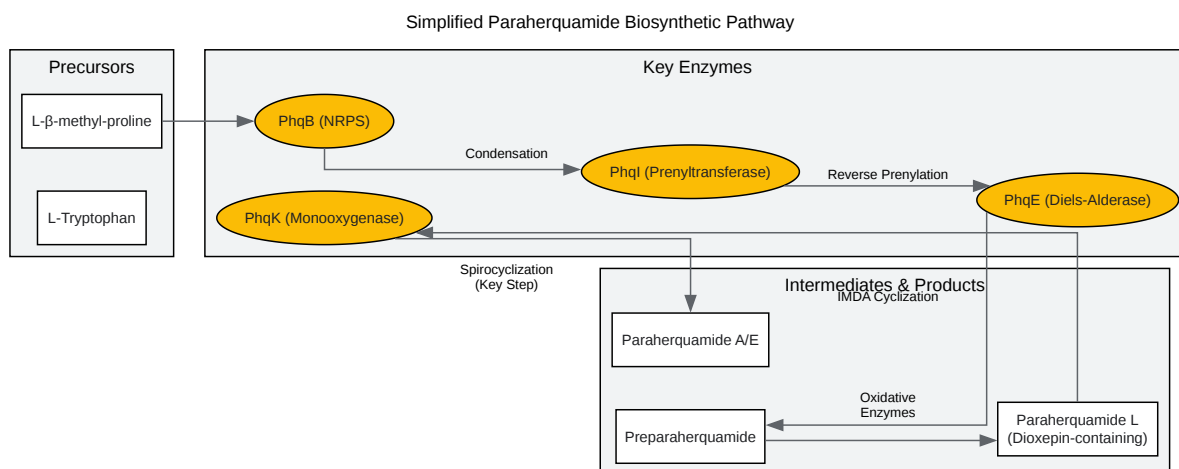 Simplified Paraherquamide Biosynthetic Pathway
Precursors
L-β-methyl-proline
L-Tryptophan
Key Enzymes
PhqB (NRPS)
Condensation
PhqI (Prenyltransferase)
Reverse Prenylation
PhqE (Diels-Alderase)
PhqK (Monooxygenase)
Spirocyclization
(Key Step)
Intermediates & Products
IMDA Cyclization
Paraherquamide A/E
Oxidative
Enzymes
Preparaherquamide
Paraherquamide L
(Dioxepin-containing)